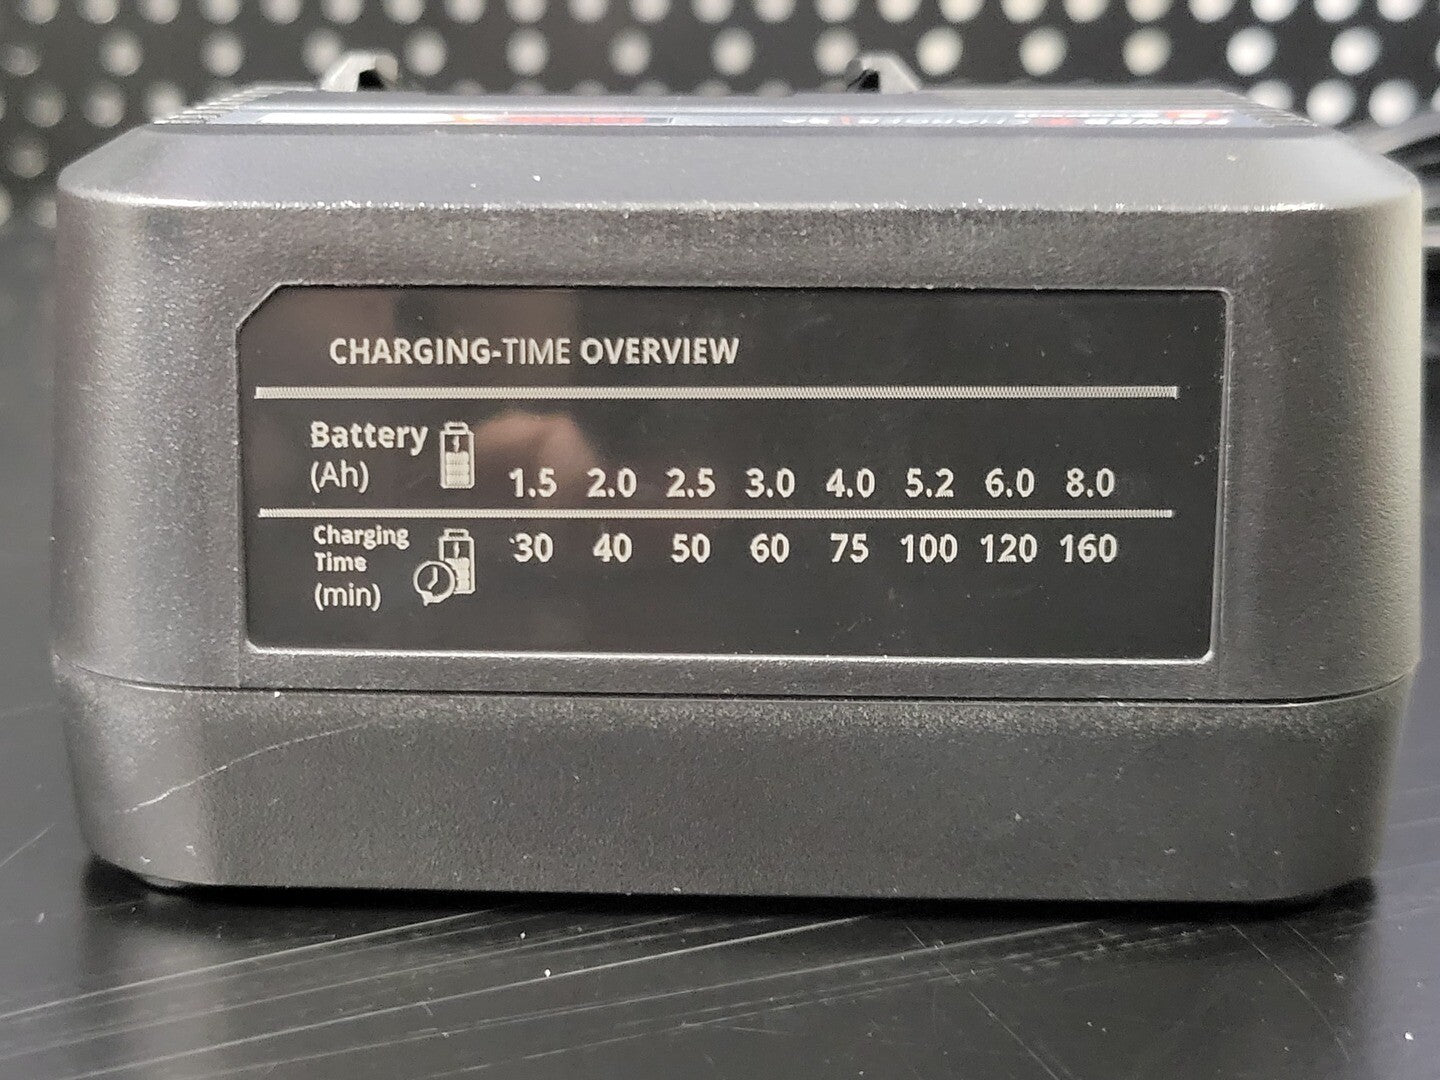 CHARGING-TIME OVERVIEW
Battery
(Ah) 1.5 2.0 2.5 3.0 4.0 5.2 6.0 8.0
Charging
Time
(min) 30 40 50 60 75 100 120 160